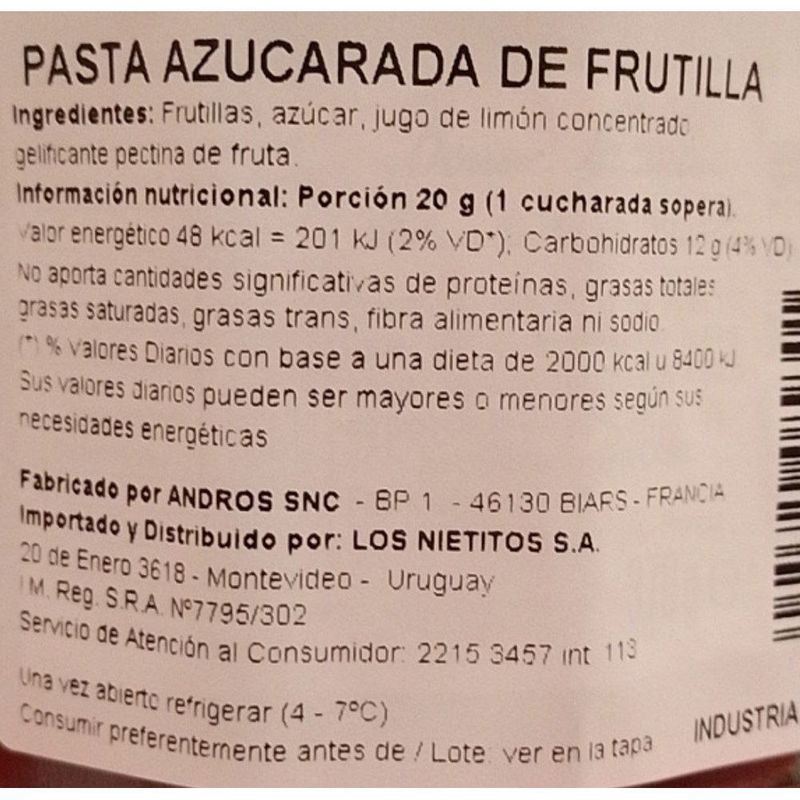 PASTA AZUCARADA DE FRUTILLA
Ingredientes: Frutillas, azúcar, jugo de limón concentrado
gelificante pectina de fruta.
Información nutricional: Porción 20 g (1 cucharada sopera).
Valor energético 48 kcal = 201 kJ (2% VD*); Carbohidratos 12 g (4% VD)
No aporta cantidades significativas de proteínas, grasas totales
grasas saturadas, grasas trans, fibra alimentaria ni sodio
(*) % Valores Diarios con base a una dieta de 2000 kcal u 8400 kJ
Sus valores diarios pueden ser mayores o menores según sus
necesidades energéticas
Fabricado por ANDROS SNC - BP 1 - 46130 BIARS - FRANCIA
Importado y Distribuido por: LOS NIETITOS S.A.
20 de Enero 3618 - Montevideo - Uruguay
I.M. Reg. S.R.A. Nº7795/302
Servicio de Atención al Consumidor: 2215 3457 int 113
Una vez abierto refrigerar (4 - 7ºC)
Consumir preferentemente antes de / Lote: ver en la tapa
INDUSTRIA